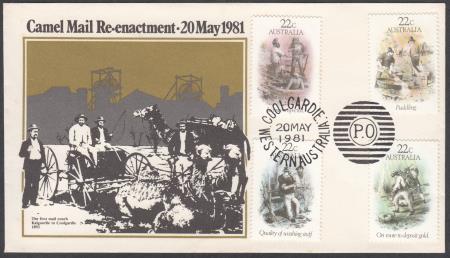 Camel Mail Re-enactment · 20 May 1981
22c
AUSTRALIA
22c
AUSTRALIA
Puddling
COOLGARDIE
20 MAY
1981
WESTERN AUSTRALIA
P.O
22c
AUSTRALIA
Quality of washing stuff
22c
AUSTRALIA
On route to deposit gold
The first mail coach
Kalgoorlie to Coolgardie
1893